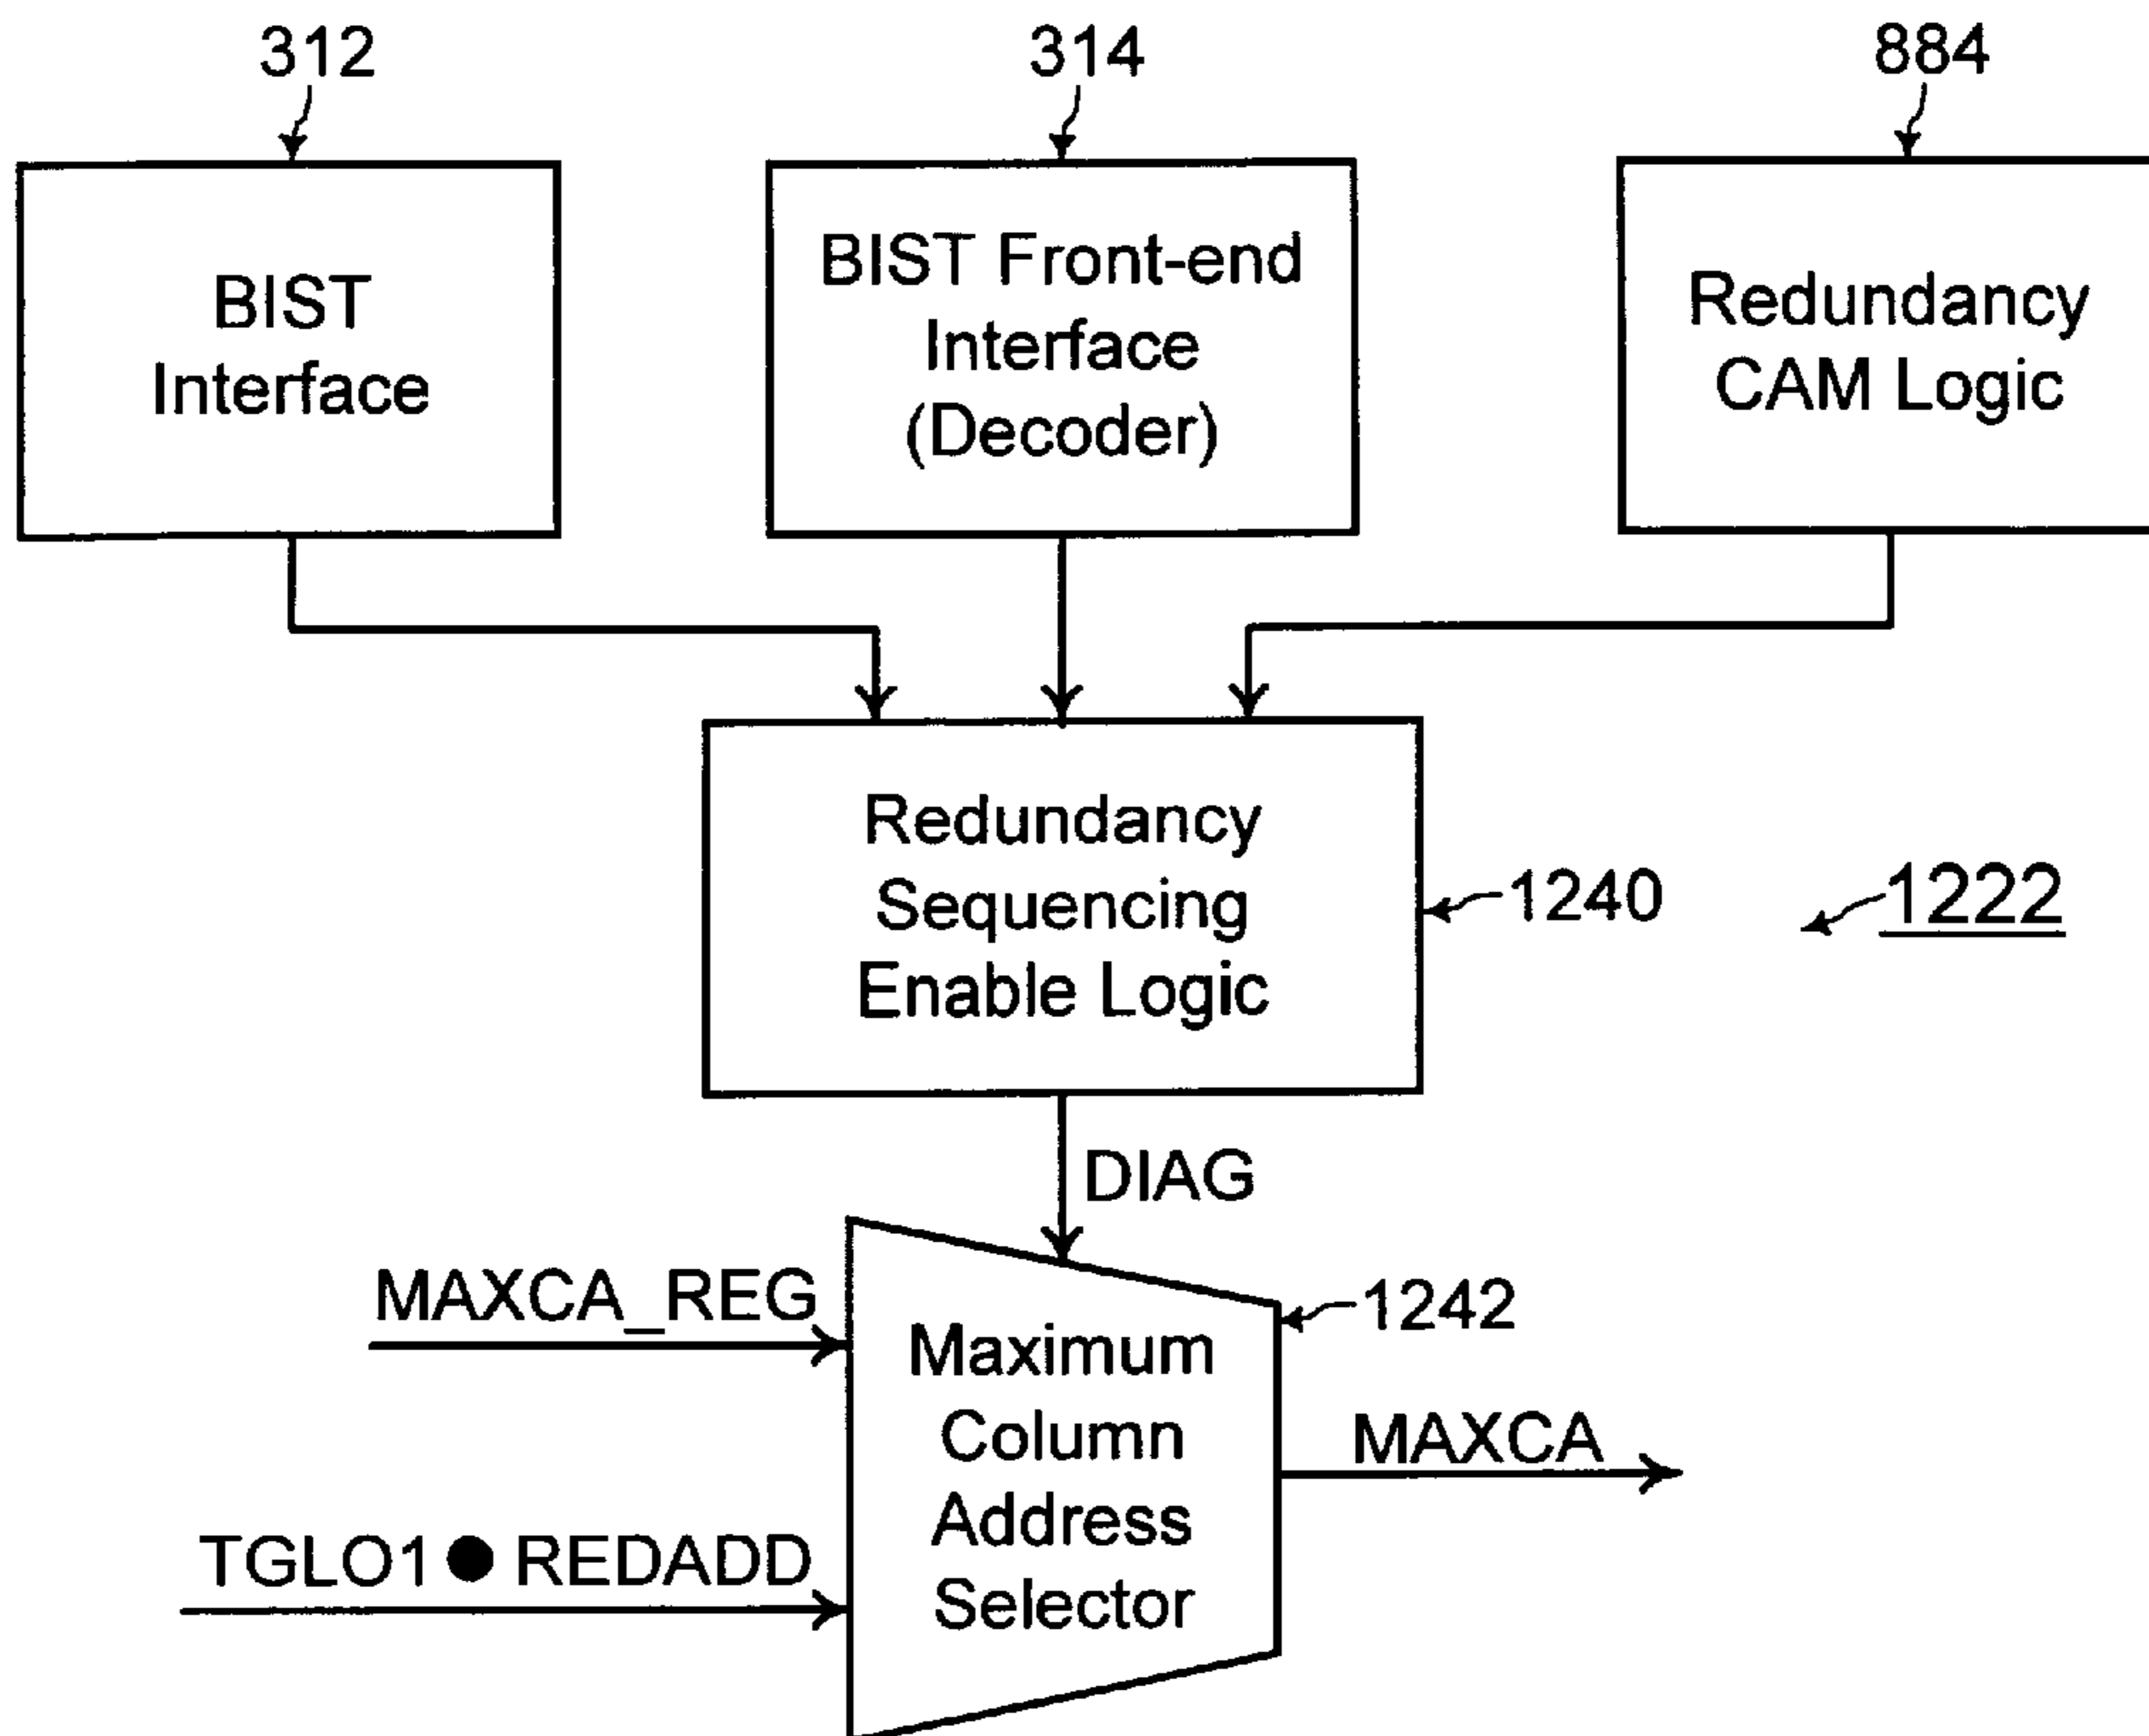 312
314
884
BIST
Interface
BIST Front-end
Interface
(Decoder)
Redundancy
CAM Logic
Redundancy
Sequencing
Enable Logic
1240
1222
DIAG
MAXCA_REG
TGLO1 ● REDADD
Maximum
Column
Address
Selector
1242
MAXCA